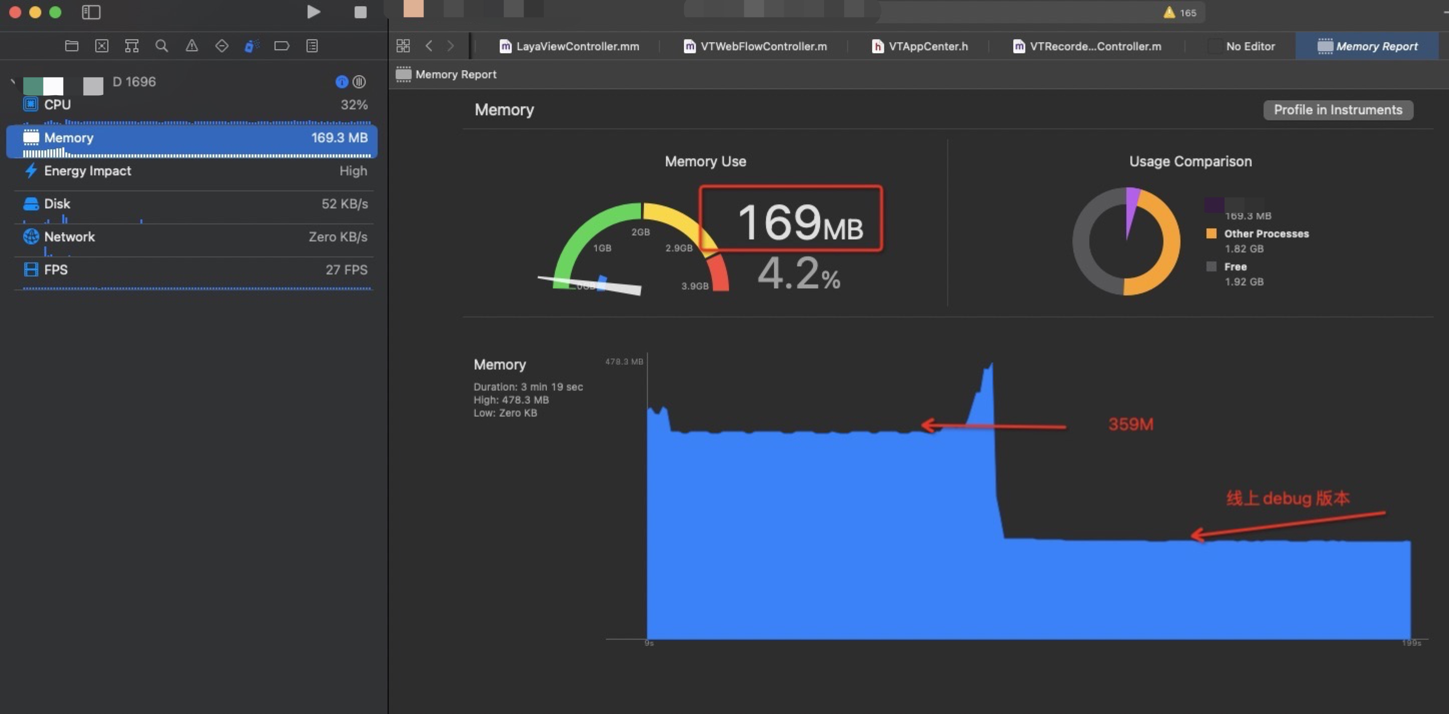 165
LayaViewController.mm
VTWebFlowController.m
VTAppCenter.h
VTRecorde...Controller.m
No Editor
Memory Report
D 1696
CPU
32%
Memory
169.3 MB
Energy Impact
High
Disk
52 KB/s
Network
Zero KB/s
FPS
27 FPS
Memory Report
Memory
Profile in Instruments
Memory Use
1GB
2GB
2.9GB
3.9GB
169MB
4.2%
Usage Comparison
169.3 MB
Other Processes
1.82 GB
Free
1.92 GB
Memory
Duration: 3 min 19 sec
High: 478.3 MB
Low: Zero KB
478.3 MB
359M
线上 debug 版本
9s
199s